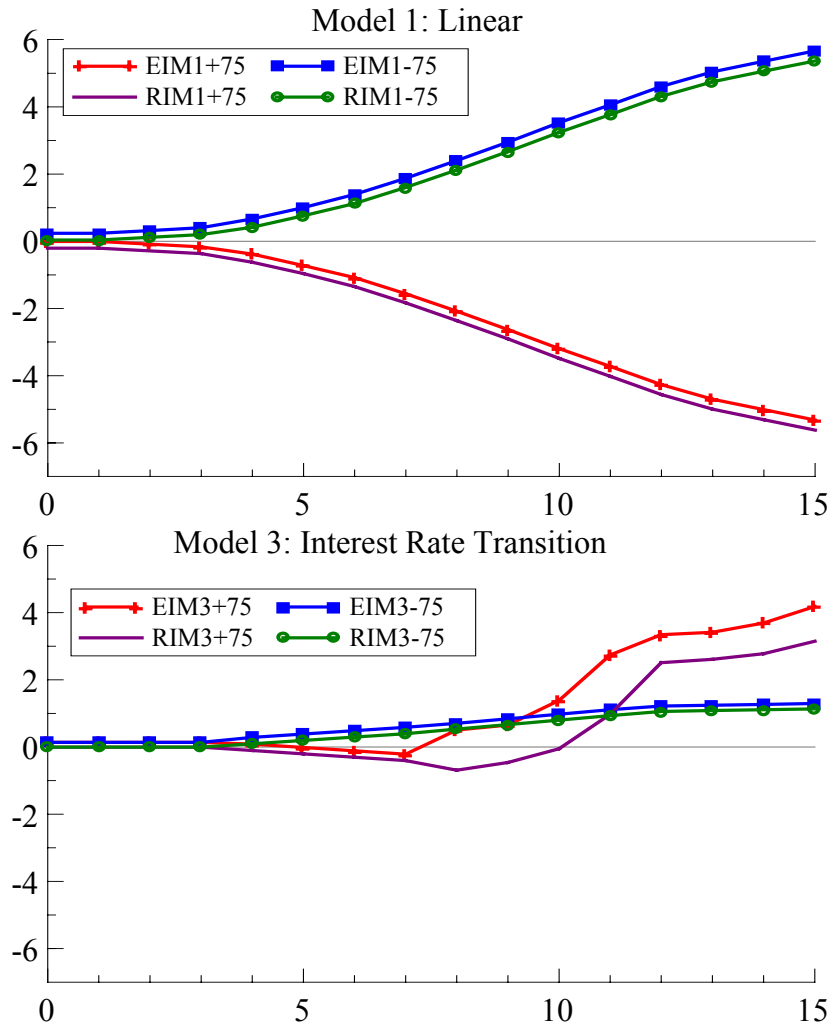 Model 1: Linear
6
EIM1+75 EIM1-75
RIM1+75 RIM1-75
4
2
0
-2
-4
-6
0 5 10 15
Model 3: Interest Rate Transition
6
EIM3+75 EIM3-75
4
RIM3+75 RIM3-75
2
0
-2
-4
-6
0 5 10 15